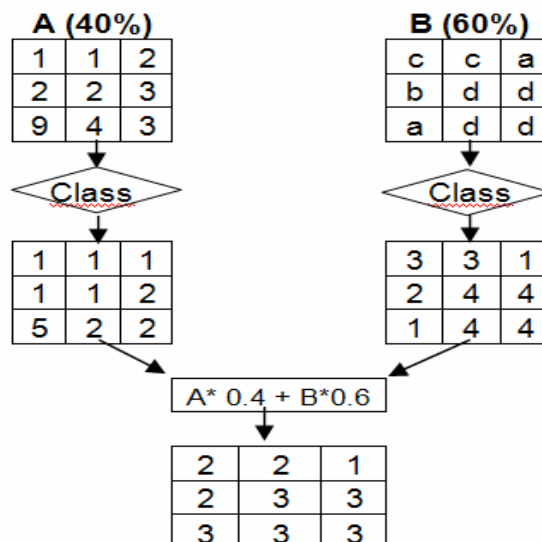 A (40%) B (60%)
1 1 2 c c a
2 2 3 b d d
9 4 3 a d d
Class Class
1 1 1 3 3 1
1 1 2 2 4 4
5 2 2 1 4 4
A* 0.4 + B*0.6
2 2 1
2 3 3
3 3 3